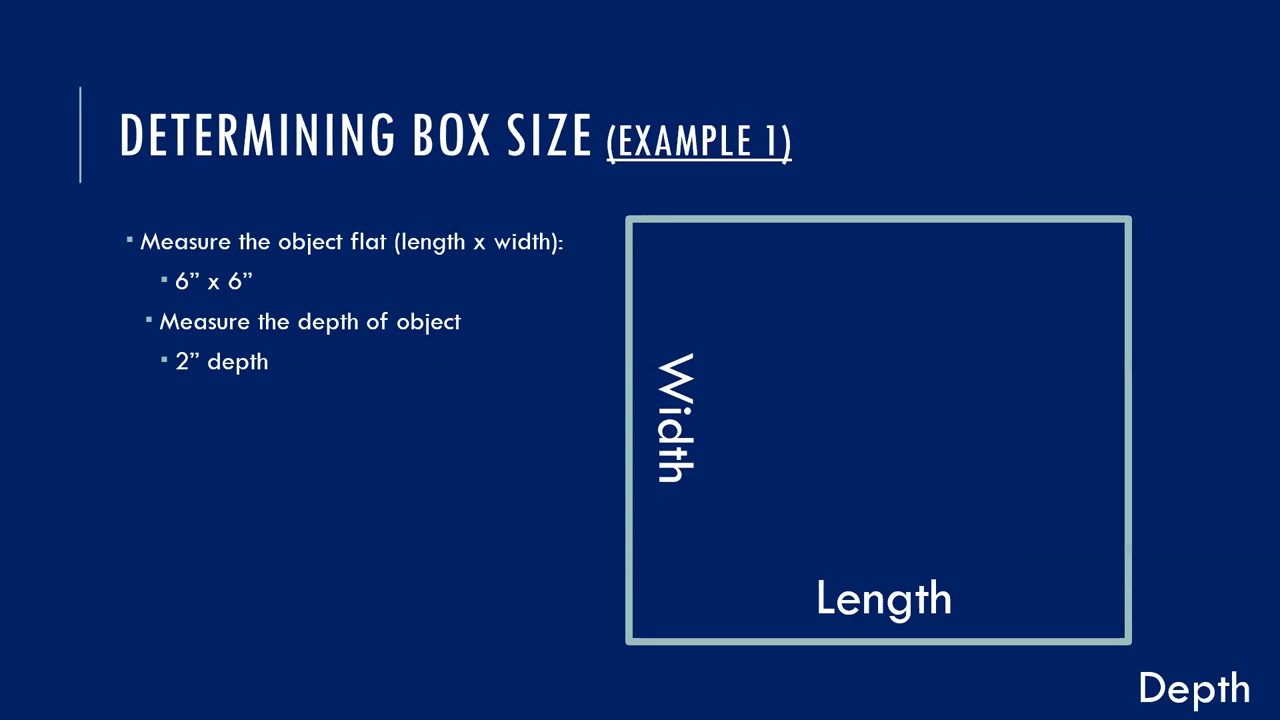 DETERMINING BOX SIZE (EXAMPLE 1)
▪ Measure the object flat (length x width):
▪ 6” x 6”
▪ Measure the depth of object
▪ 2” depth
Width
Length
Depth